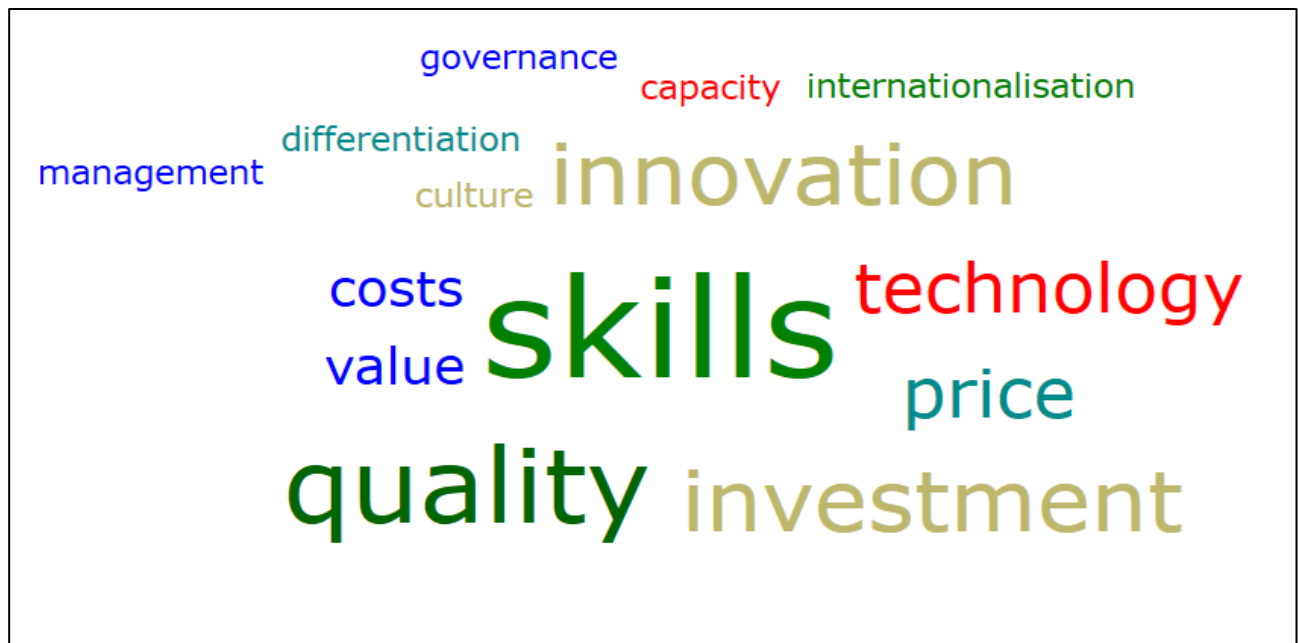 governance
capacity internationalisation
differentiation
management
culture innovation
costs skills technology
value price
quality investment